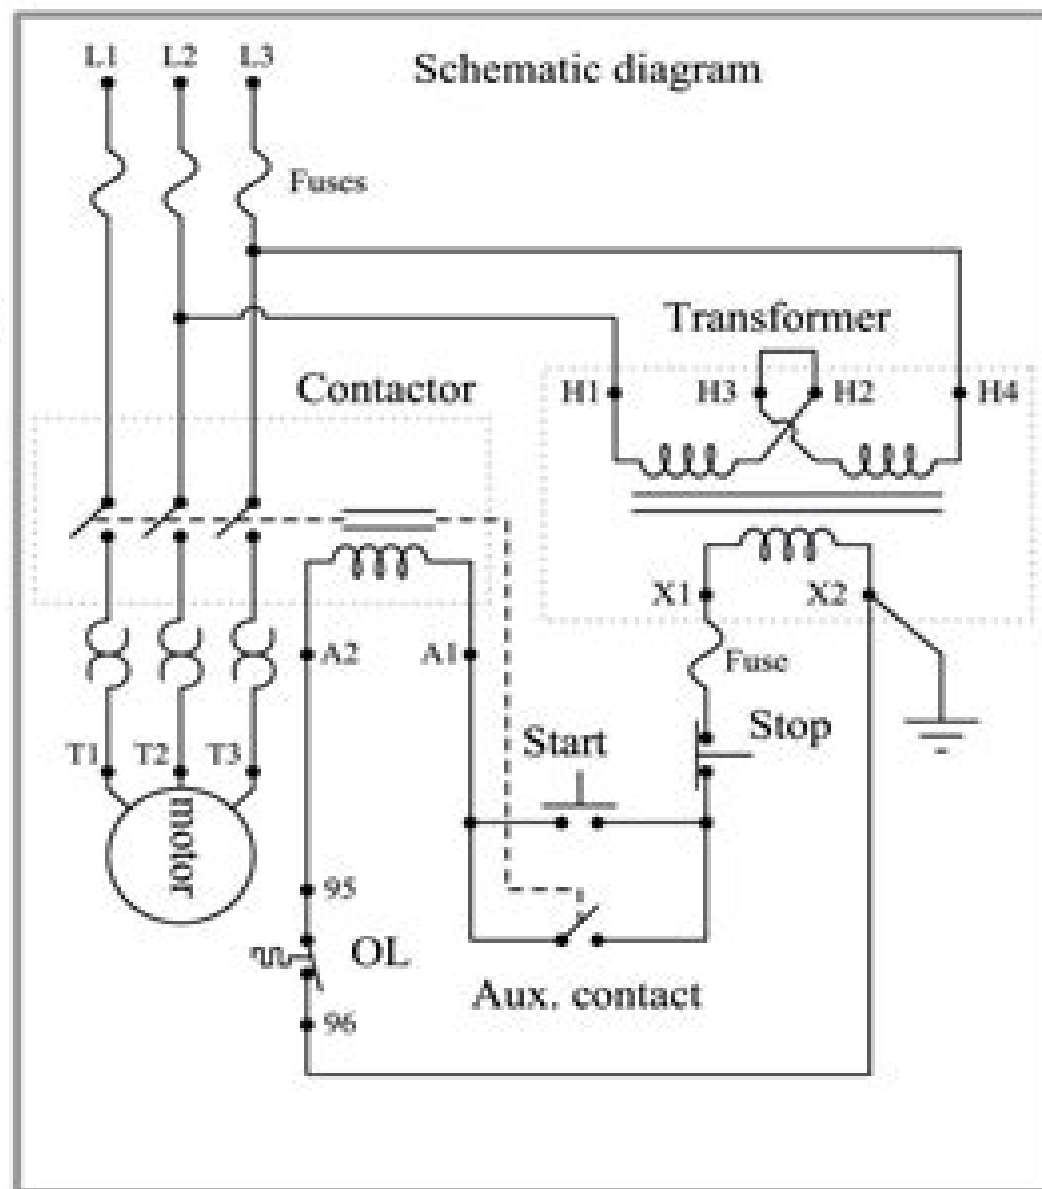 L1 L2 L3
Schematic diagram
Fuses
Transformer
Contactor
H1 H3 H2 H4
X1 X2
A2 A1
Fuse
Start
Stop
T1 T2 T3
motor
95
OL
Aux. contact
96